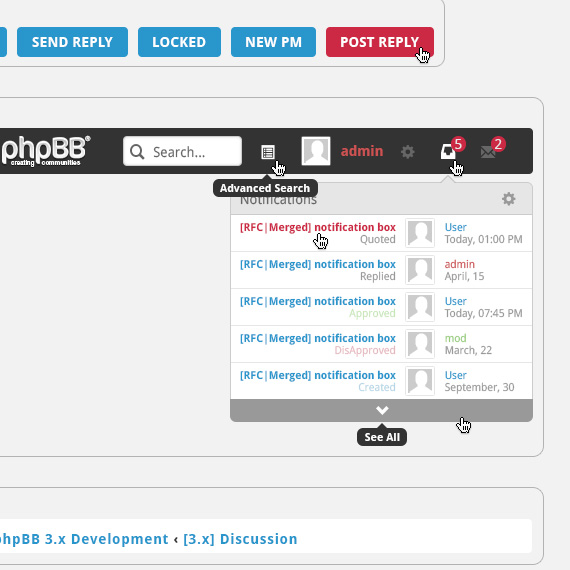 SEND REPLY LOCKED NEW PM POST REPLY
phpBB®
creating communities
Search... admin 5 2
Advanced Search
Notifications
[RFC|Merged] notification box User
Quoted Today, 01:00 PM
[RFC|Merged] notification box admin
Replied April, 15
[RFC|Merged] notification box User
Approved Today, 07:45 PM
[RFC|Merged] notification box mod
DisApproved March, 22
[RFC|Merged] notification box User
Created September, 30
See All
phpBB 3.x Development ‹ [3.x] Discussion